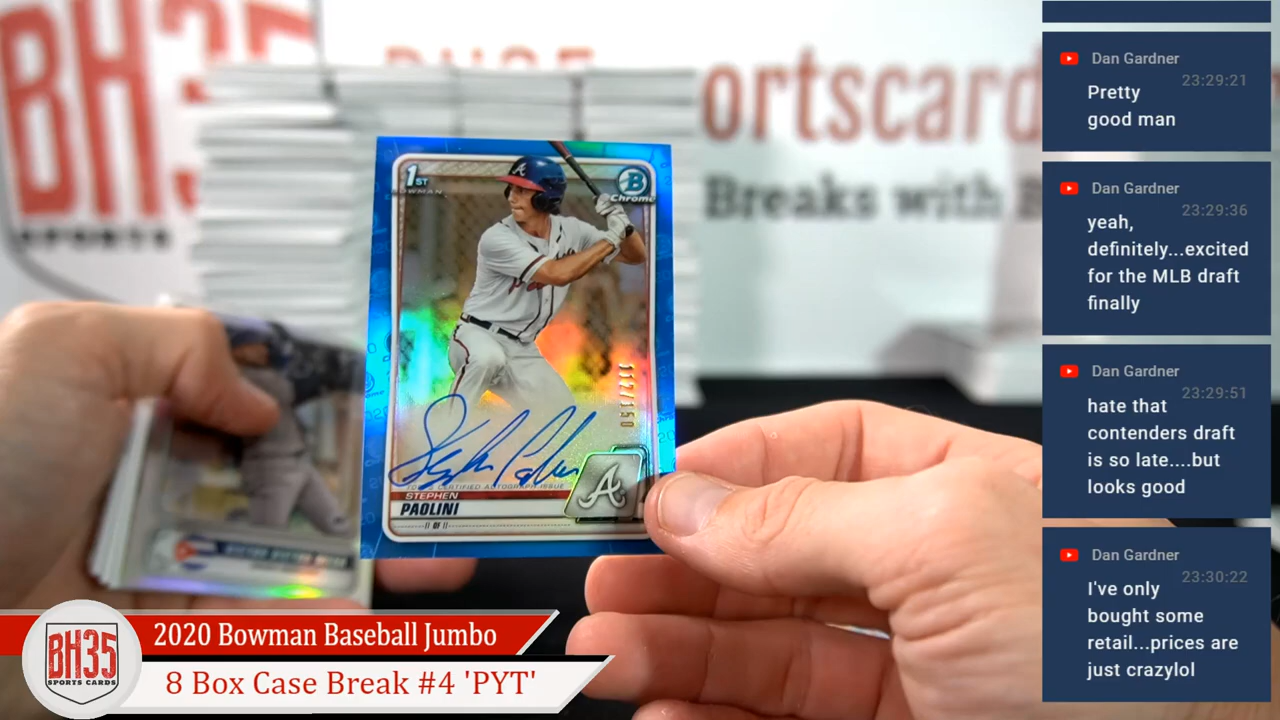 BH35
SPORTS
ortscard
Breaks with B
1ST
BOWMAN
B
Chrome
A
117/150
TOPPS CERTIFIED AUTOGRAPH ISSUE
STEPHEN
PAOLINI
OF
A
BH35
SPORTS CARDS
2020 Bowman Baseball Jumbo
8 Box Case Break #4 'PYT'
Dan Gardner
23:29:21
Pretty
good man
Dan Gardner
23:29:36
yeah,
definitely...excited
for the MLB draft
finally
Dan Gardner
23:29:51
hate that
contenders draft
is so late....but
looks good
Dan Gardner
23:30:22
I've only
bought some
retail...prices are
just crazylol